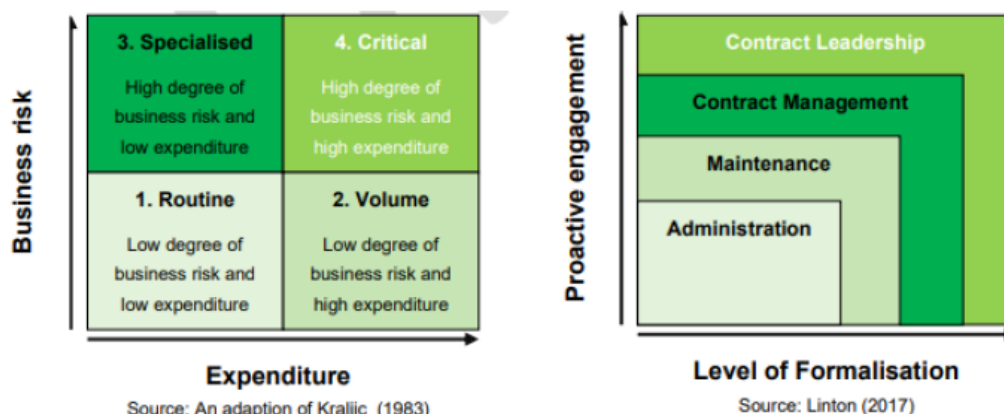 Business risk
3. Specialised
High degree of
business risk and
low expenditure
4. Critical
High degree of
business risk and
high expenditure
1. Routine
Low degree of
business risk and
low expenditure
2. Volume
Low degree of
business risk and
high expenditure
Expenditure
Source: An adaption of Kraljic (1983)
Proactive engagement
Contract Leadership
Contract Management
Maintenance
Administration
Level of Formalisation
Source: Linton (2017)